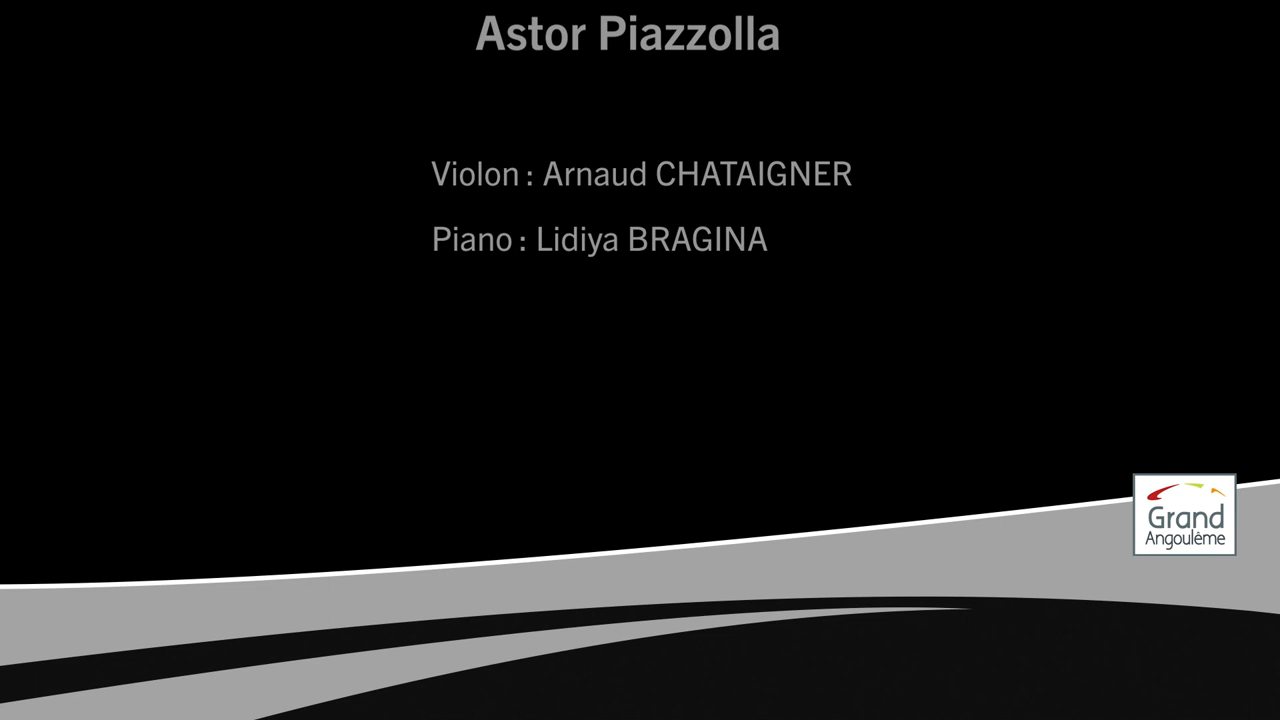 Astor Piazzolla
Violon : Arnaud CHATAIGNER
Piano : Lidiya BRAGINA
Grand
Angoulême